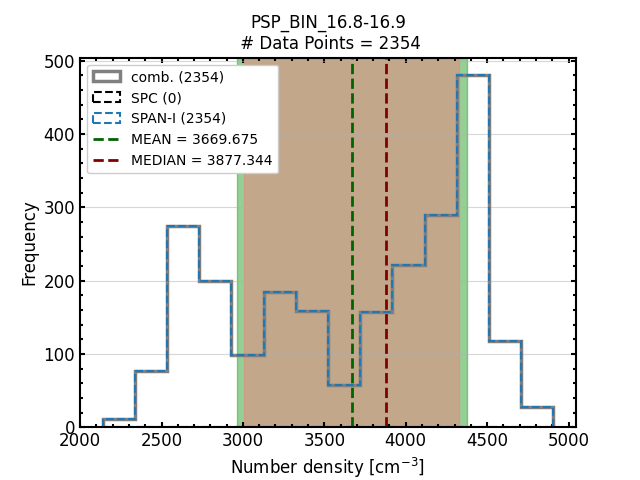 PSP_BIN_16.8-16.9
# Data Points = 2354
comb. (2354)
SPC (0)
SPAN-I (2354)
MEAN = 3669.675
MEDIAN = 3877.344
500
400
300
200
100
0
Frequency
2000 2500 3000 3500 4000 4500 5000
Number density [cm⁻³]